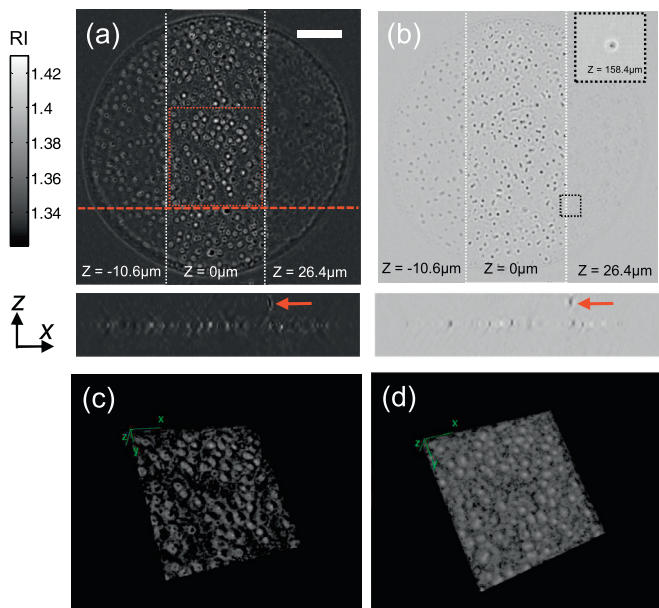 RI
1.42
1.40
1.38
1.36
1.34
(a)
Z = -10.6μm
Z = 0μm
Z = 26.4μm
(b)
Z = 158.4μm
Z = -10.6μm
Z = 0μm
Z = 26.4μm
z
x
(c)
x
z
y
(d)
x
z
y